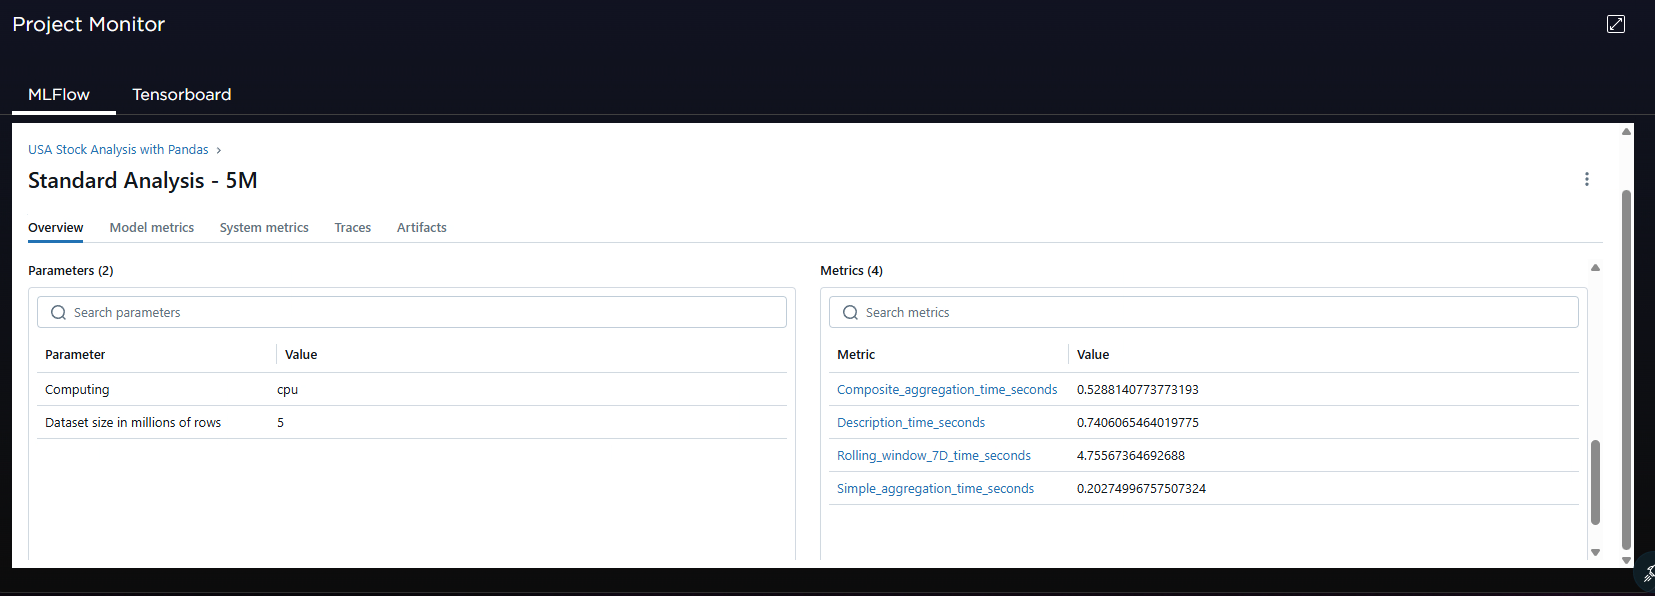 Project Monitor
MLFlow
Tensorboard
USA Stock Analysis with Pandas
Standard Analysis - 5M
Overview
Model metrics
System metrics
Traces
Artifacts
Parameters (2)
Search parameters
Parameter
Value
Computing
cpu
Dataset size in millions of rows
5
Metrics (4)
Search metrics
Metric
Value
Composite_aggregation_time_seconds
0.5288140773773193
Description_time_seconds
0.7406065464019775
Rolling_window_7D_time_seconds
4.75567364692688
Simple_aggregation_time_seconds
0.20274996757507324